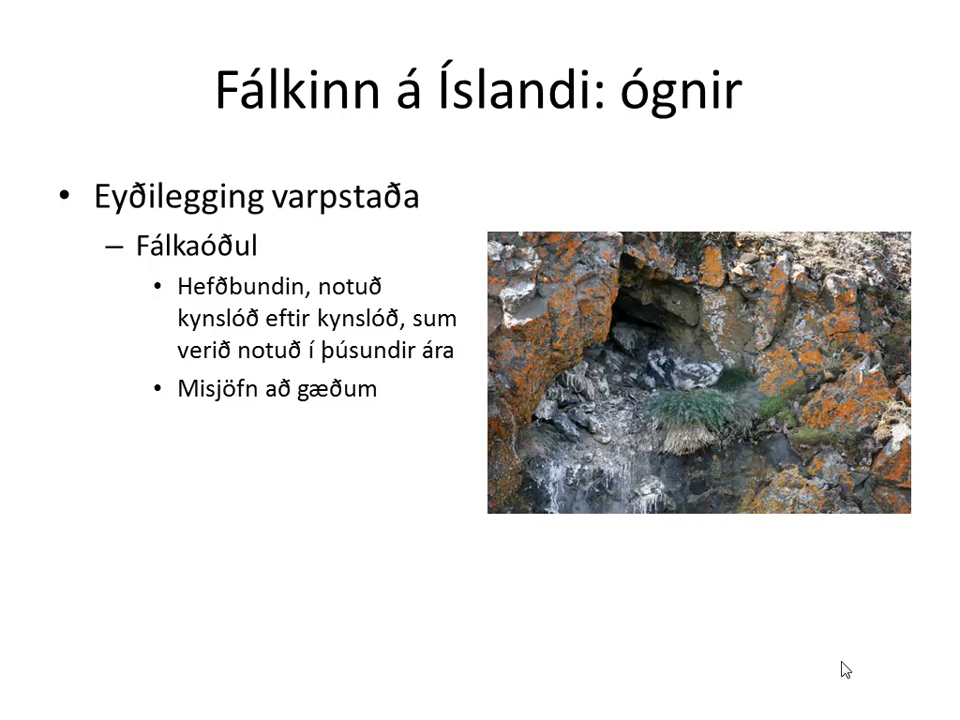 Fálkinn á Íslandi: ógnir
• Eyðilegging varpstaða
– Fálkaóðul
• Hefðbundin, notuð
kynslóð eftir kynslóð, sum
verið notuð í þúsundir ára
• Misjöfn að gæðum